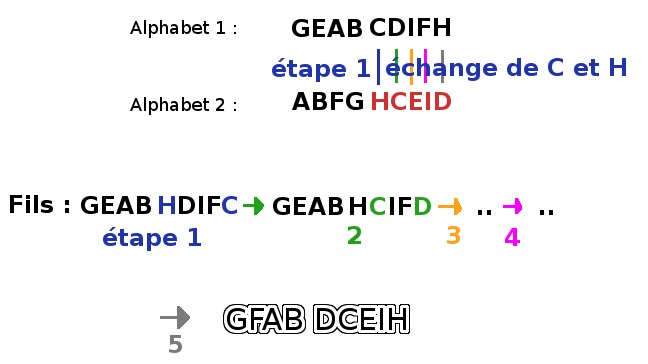 Alphabet 1 : GEAB CDIFH
étape 1 échange de C et H
Alphabet 2 : ABFG HCEID
Fils : GEAB HDIFC → GEAB HCIFD → .. → ..
étape 1 2 3 4
→ GFAB DCEIH
5